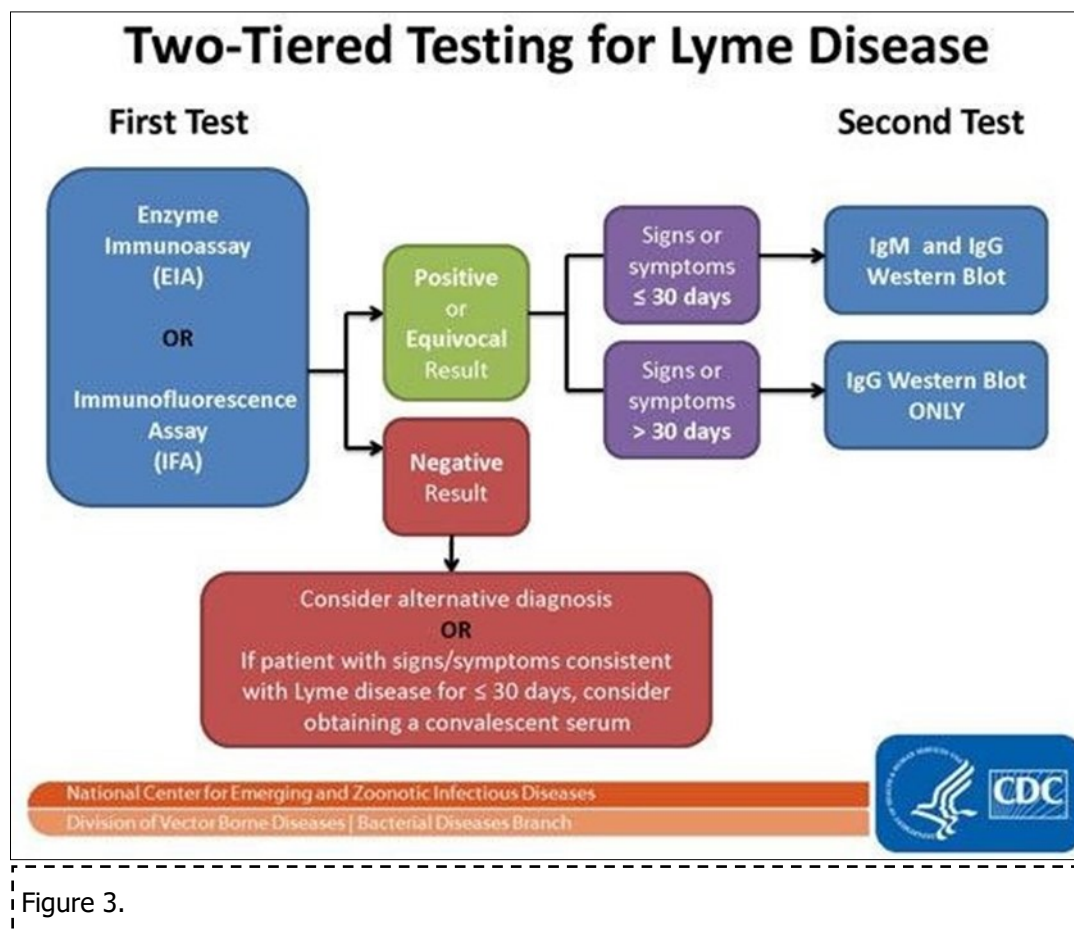 Two-Tiered Testing for Lyme Disease
First Test
Second Test
Enzyme
Immunoassay
(EIA)
OR
Immunofluorescence
Assay
(IFA)
Positive
or
Equivocal
Result
Negative
Result
Signs or
symptoms
≤ 30 days
Signs or
symptoms
> 30 days
IgM and IgG
Western Blot
IgG Western Blot
ONLY
Consider alternative diagnosis
OR
If patient with signs/symptoms consistent
with Lyme disease for ≤ 30 days, consider
obtaining a convalescent serum
National Center for Emerging and Zoonotic Infectious Diseases
Division of Vector Borne Diseases | Bacterial Diseases Branch
CDC
Figure 3.